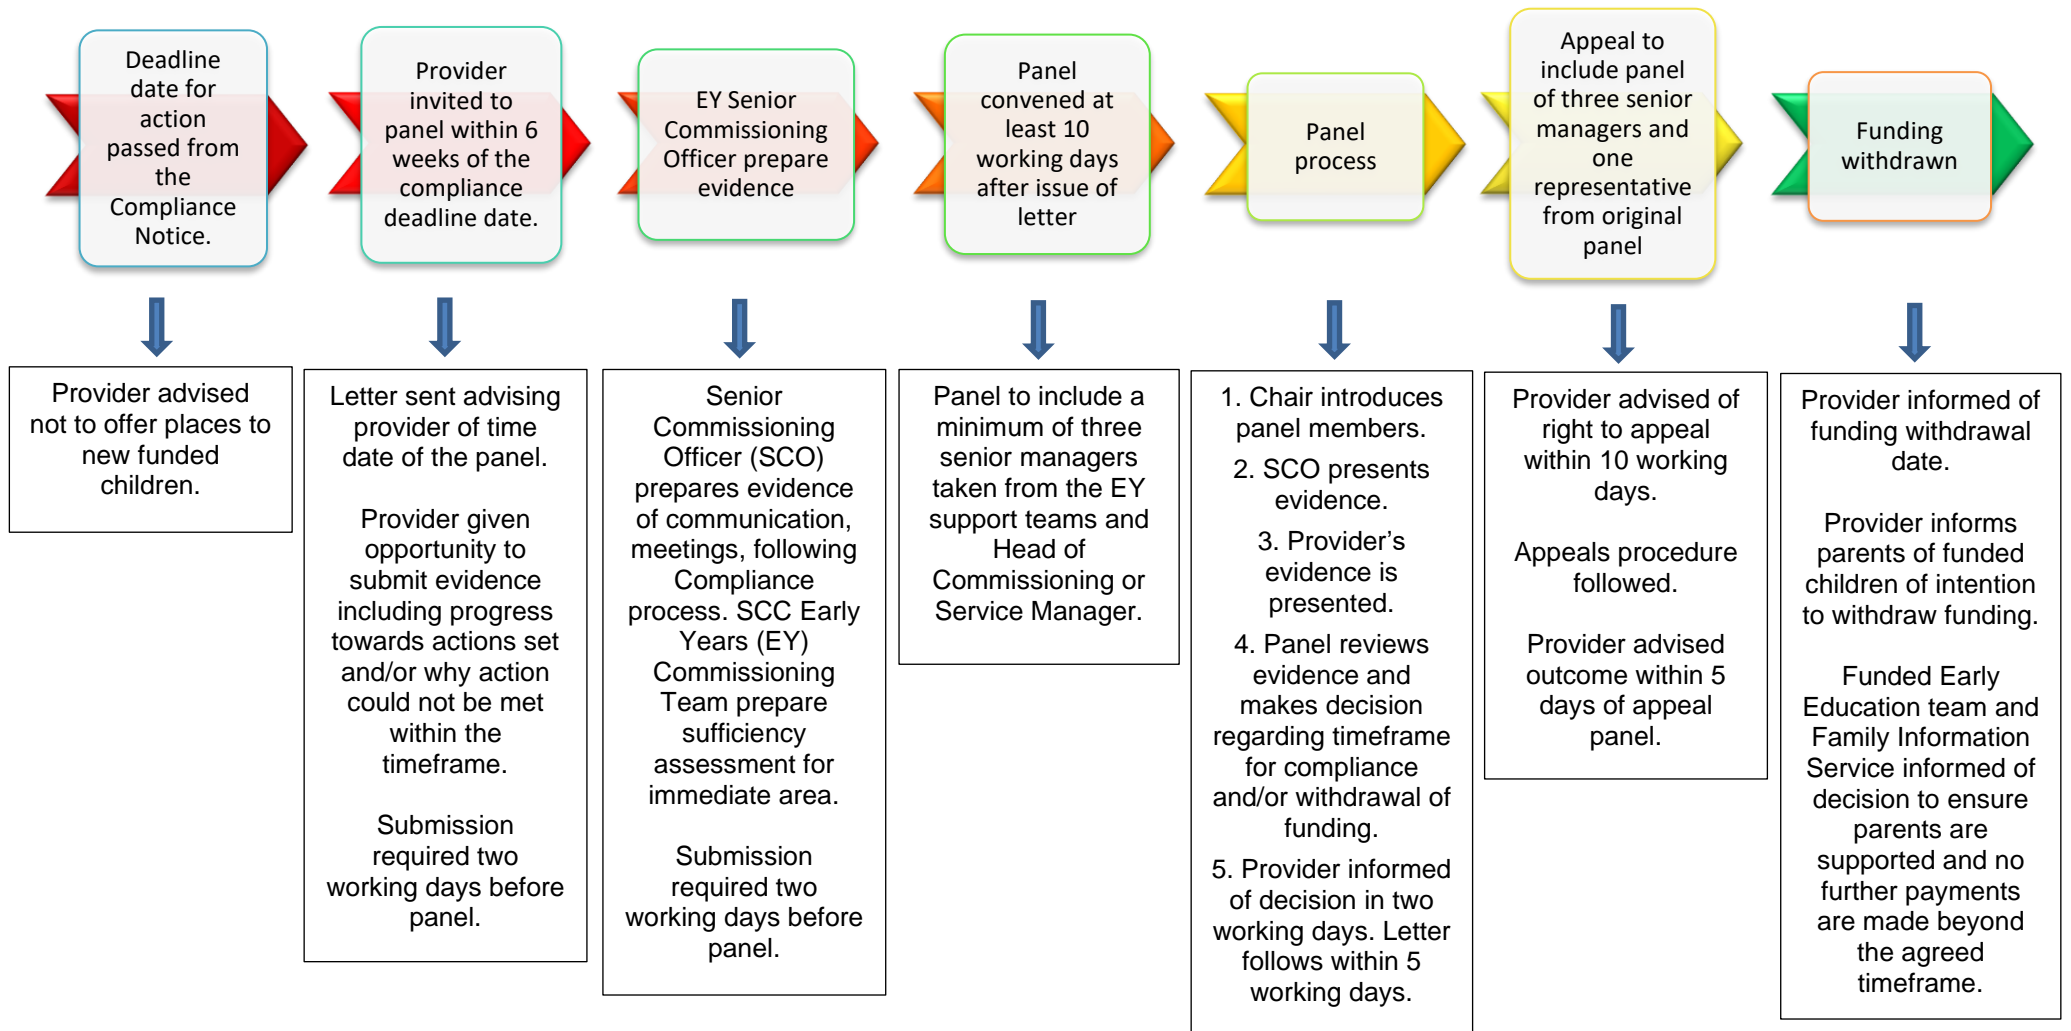 Deadline
date for
action
passed from
the
Compliance
Notice.
Provider
invited to
panel within 6
weeks of the
compliance
deadline date.
EY Senior
Commissioning
Officer prepare
evidence
Panel
convened at
least 10
working days
after issue of
letter
Panel
process
Appeal to
include panel
of three senior
managers and
one
representative
from original
panel
Funding
withdrawn
Provider advised
not to offer places to
new funded
children.
Letter sent advising
provider of time
date of the panel.
Provider given
opportunity to
submit evidence
including progress
towards actions set
and/or why action
could not be met
within the
timeframe.
Submission
required two
working days before
panel.
Senior
Commissioning
Officer (SCO)
prepares evidence
of communication,
meetings, following
Compliance
process. SCC Early
Years (EY)
Commissioning
Team prepare
sufficiency
assessment for
immediate area.
Submission
required two
working days before
panel.
Panel to include a
minimum of three
senior managers
taken from the EY
support teams and
Head of
Commissioning or
Service Manager.
1. Chair introduces
panel members.
2. SCO presents
evidence.
3. Provider’s
evidence is
presented.
4. Panel reviews
evidence and
makes decision
regarding timeframe
for compliance
and/or withdrawal of
funding.
5. Provider informed
of decision in two
working days. Letter
follows within 5
working days.
Provider advised of
right to appeal
within 10 working
days.
Appeals procedure
followed.
Provider advised
outcome within 5
days of appeal
panel.
Provider informed of
funding withdrawal
date.
Provider informs
parents of funded
children of intention
to withdraw funding.
Funded Early
Education team and
Family Information
Service informed of
decision to ensure
parents are
supported and no
further payments
are made beyond
the agreed
timeframe.